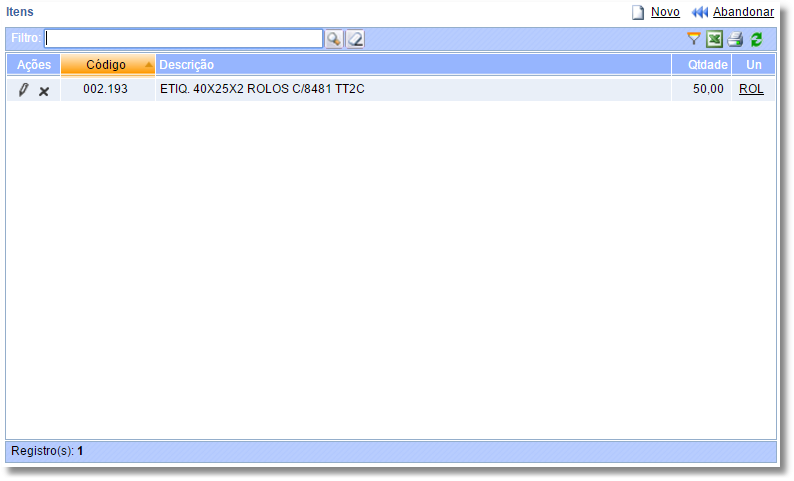 Itens Novo Abandonar
Filtro:
Ações Código Descrição Qtdade Un
002.193 ETIQ. 40X25X2 ROLOS C/8481 TT2C 50,00 ROL
Registro(s): 1